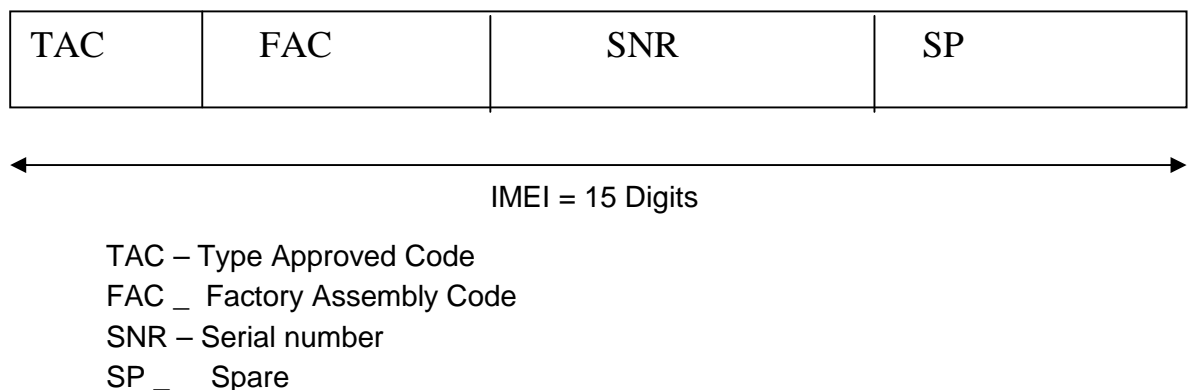 TAC FAC SNR SP
IMEI = 15 Digits
TAC – Type Approved Code
FAC _ Factory Assembly Code
SNR – Serial number
SP _ Spare